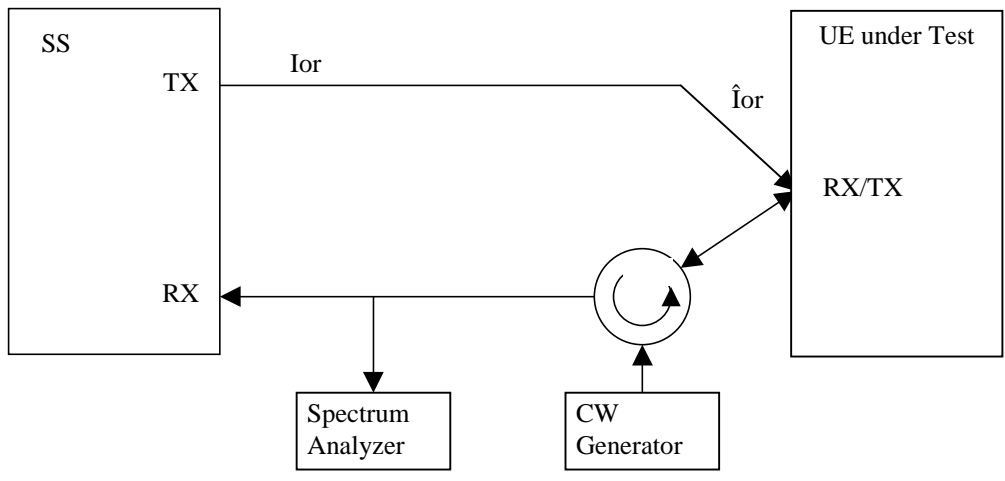 SS
UE under Test
TX
Ior
Îor
RX/TX
RX
Spectrum
Analyzer
CW
Generator